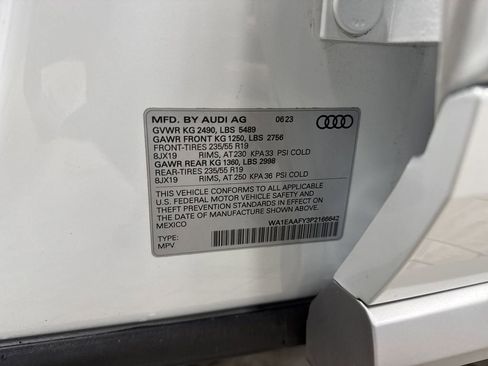 MFD. BY AUDI AG 06 23
GVWR KG 2490, LBS 5489
GAWR FRONT KG 1250, LBS 2756
FRONT-TIRES 235/55 R19
8JX19 RIMS, AT 230 KPA 33 PSI COLD
GAWR REAR KG 1360, LBS 2998
REAR-TIRES 235/55 R19
8JX19 RIMS, AT 250 KPA 36 PSI COLD
THIS VEHICLE CONFORMS TO ALL APPLICABLE
U.S. FEDERAL MOTOR VEHICLE SAFETY AND
THEFT PREVENTION STANDARDS IN EFFECT ON
THE DATE OF MANUFACTURE SHOWN ABOVE
MEXICO
WA1EAAFY3P2166642
TYPE:
MPV